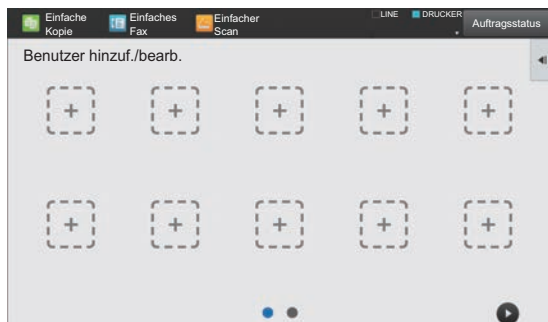 Einfache
Kopie
Einfaches
Fax
Einfacher
Scan
LINE
DRUCKER
Auftragsstatus
Benutzer hinzuf./bearb.